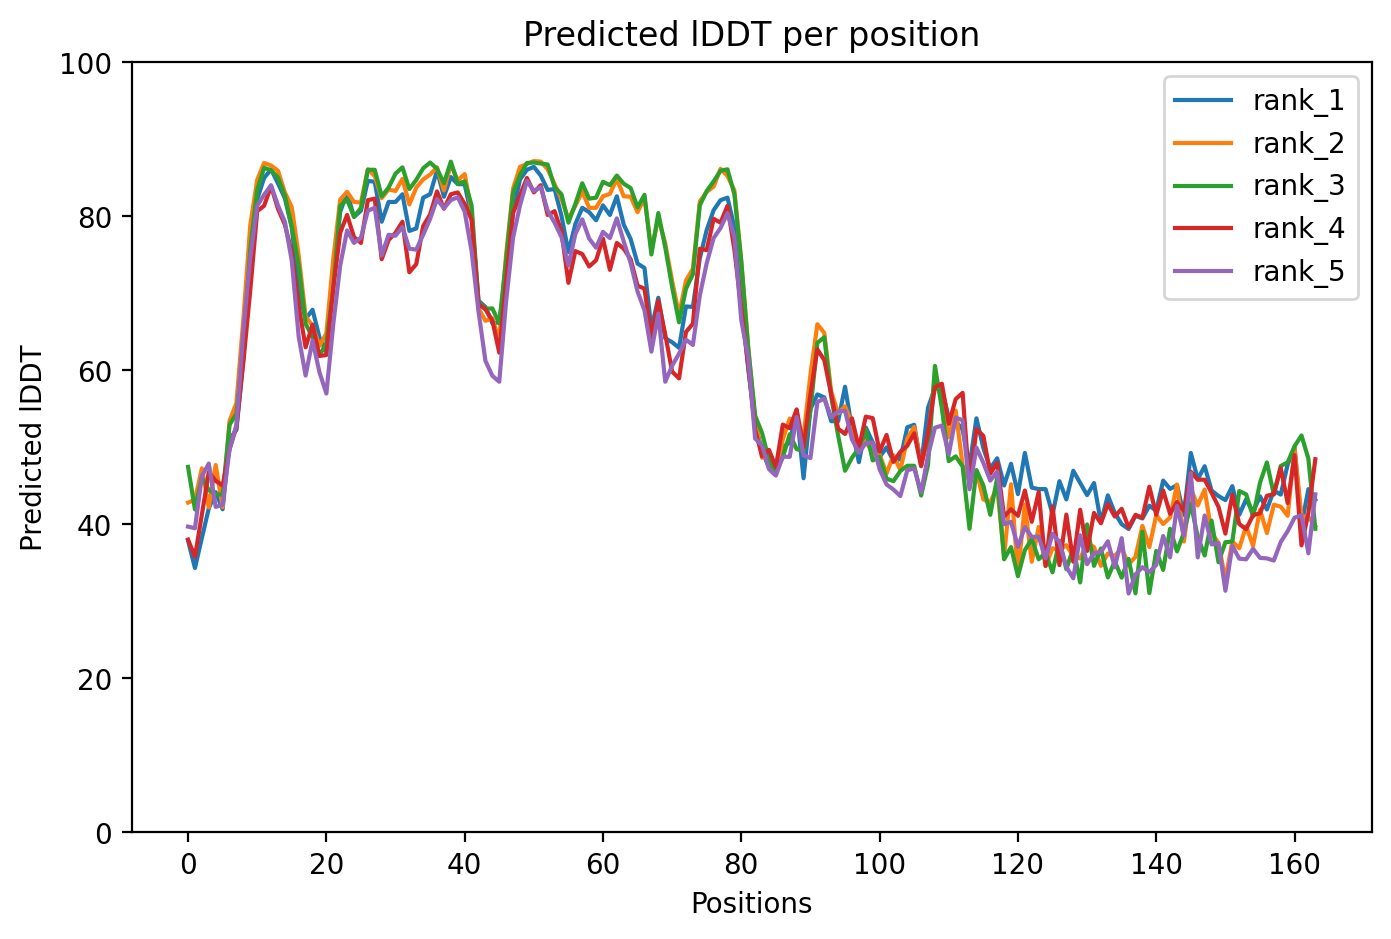 Predicted lDDT per position
100
80
60
40
20
0
Predicted lDDT
rank_1
rank_2
rank_3
rank_4
rank_5
0 20 40 60 80 100 120 140 160
Positions